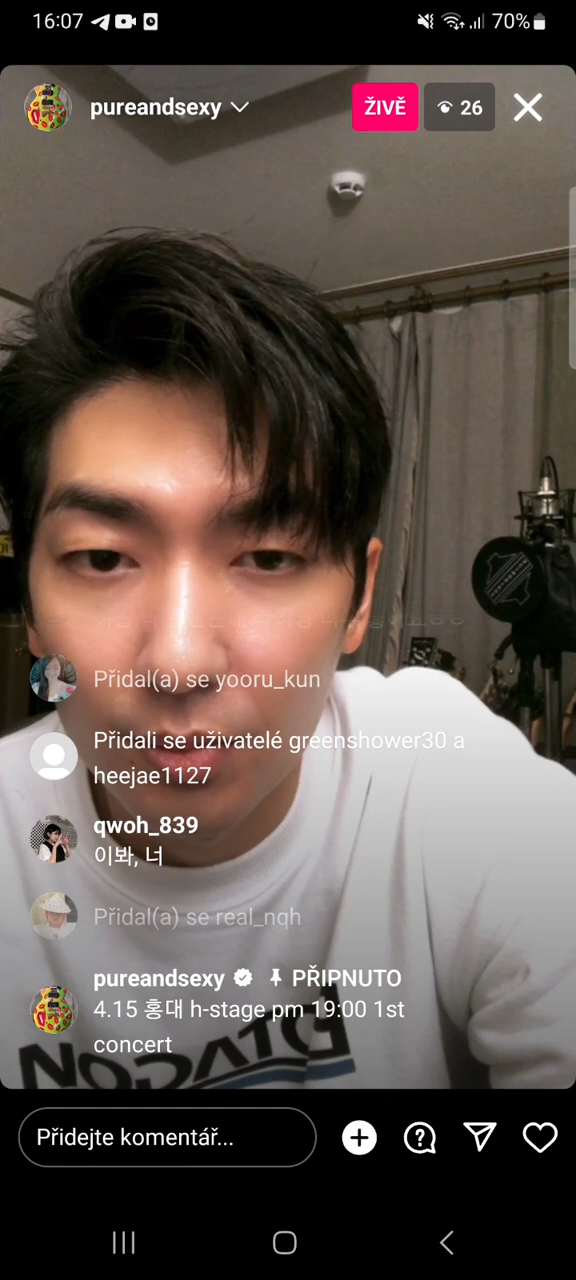 16:07
70%
pureandsexy
ŽIVĚ
26
Přidal(a) se yooru_kun
Přidali se uživatelé greenshower30 a
heejae1127
qwoh_839
이봐, 너
Přidal(a) se real_nqh
pureandsexy PŘIPNUTO
4.15 홍대 h-stage pm 19:00 1st
concert
Přidejte komentář...